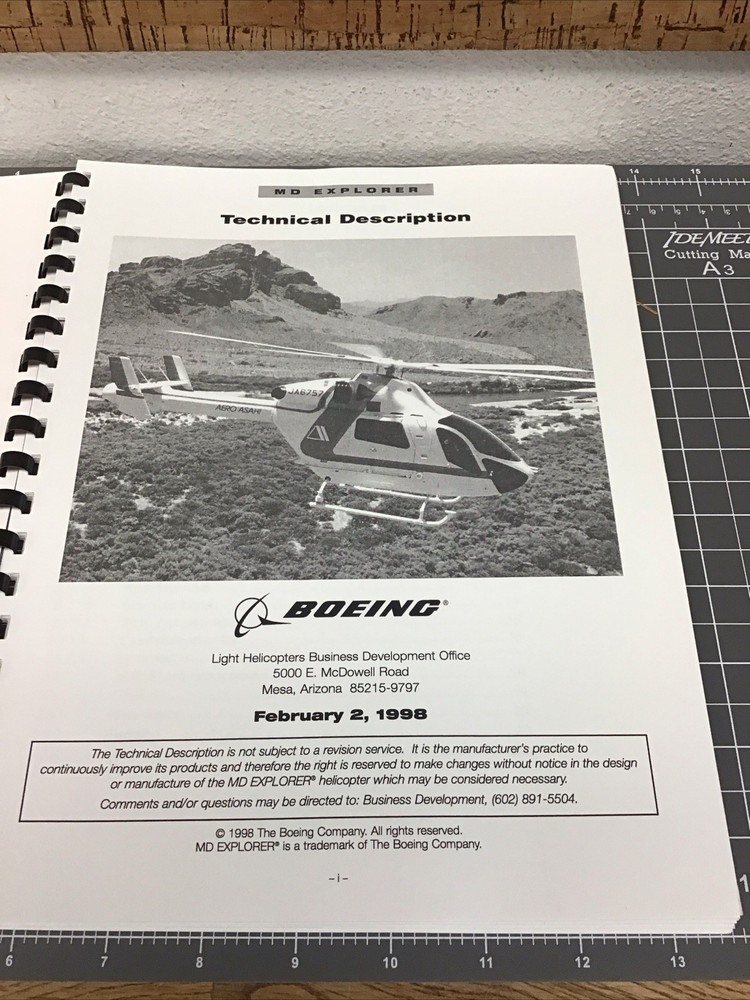 MD EXPLORER
Technical Description
JA6757
AERO ASAHI
BOEING®
Light Helicopters Business Development Office
5000 E. McDowell Road
Mesa, Arizona 85215-9797
February 2, 1998
The Technical Description is not subject to a revision service. It is the manufacturer's practice to
continuously improve its products and therefore the right is reserved to make changes without notice in the design
or manufacture of the MD EXPLORER® helicopter which may be considered necessary.
Comments and/or questions may be directed to: Business Development, (602) 891-5504.
© 1998 The Boeing Company. All rights reserved.
MD EXPLORER® is a trademark of The Boeing Company.
– i –
14 15
7 6 5 4 3
Cutting
A3
6 7 8 9 10 11 12 13